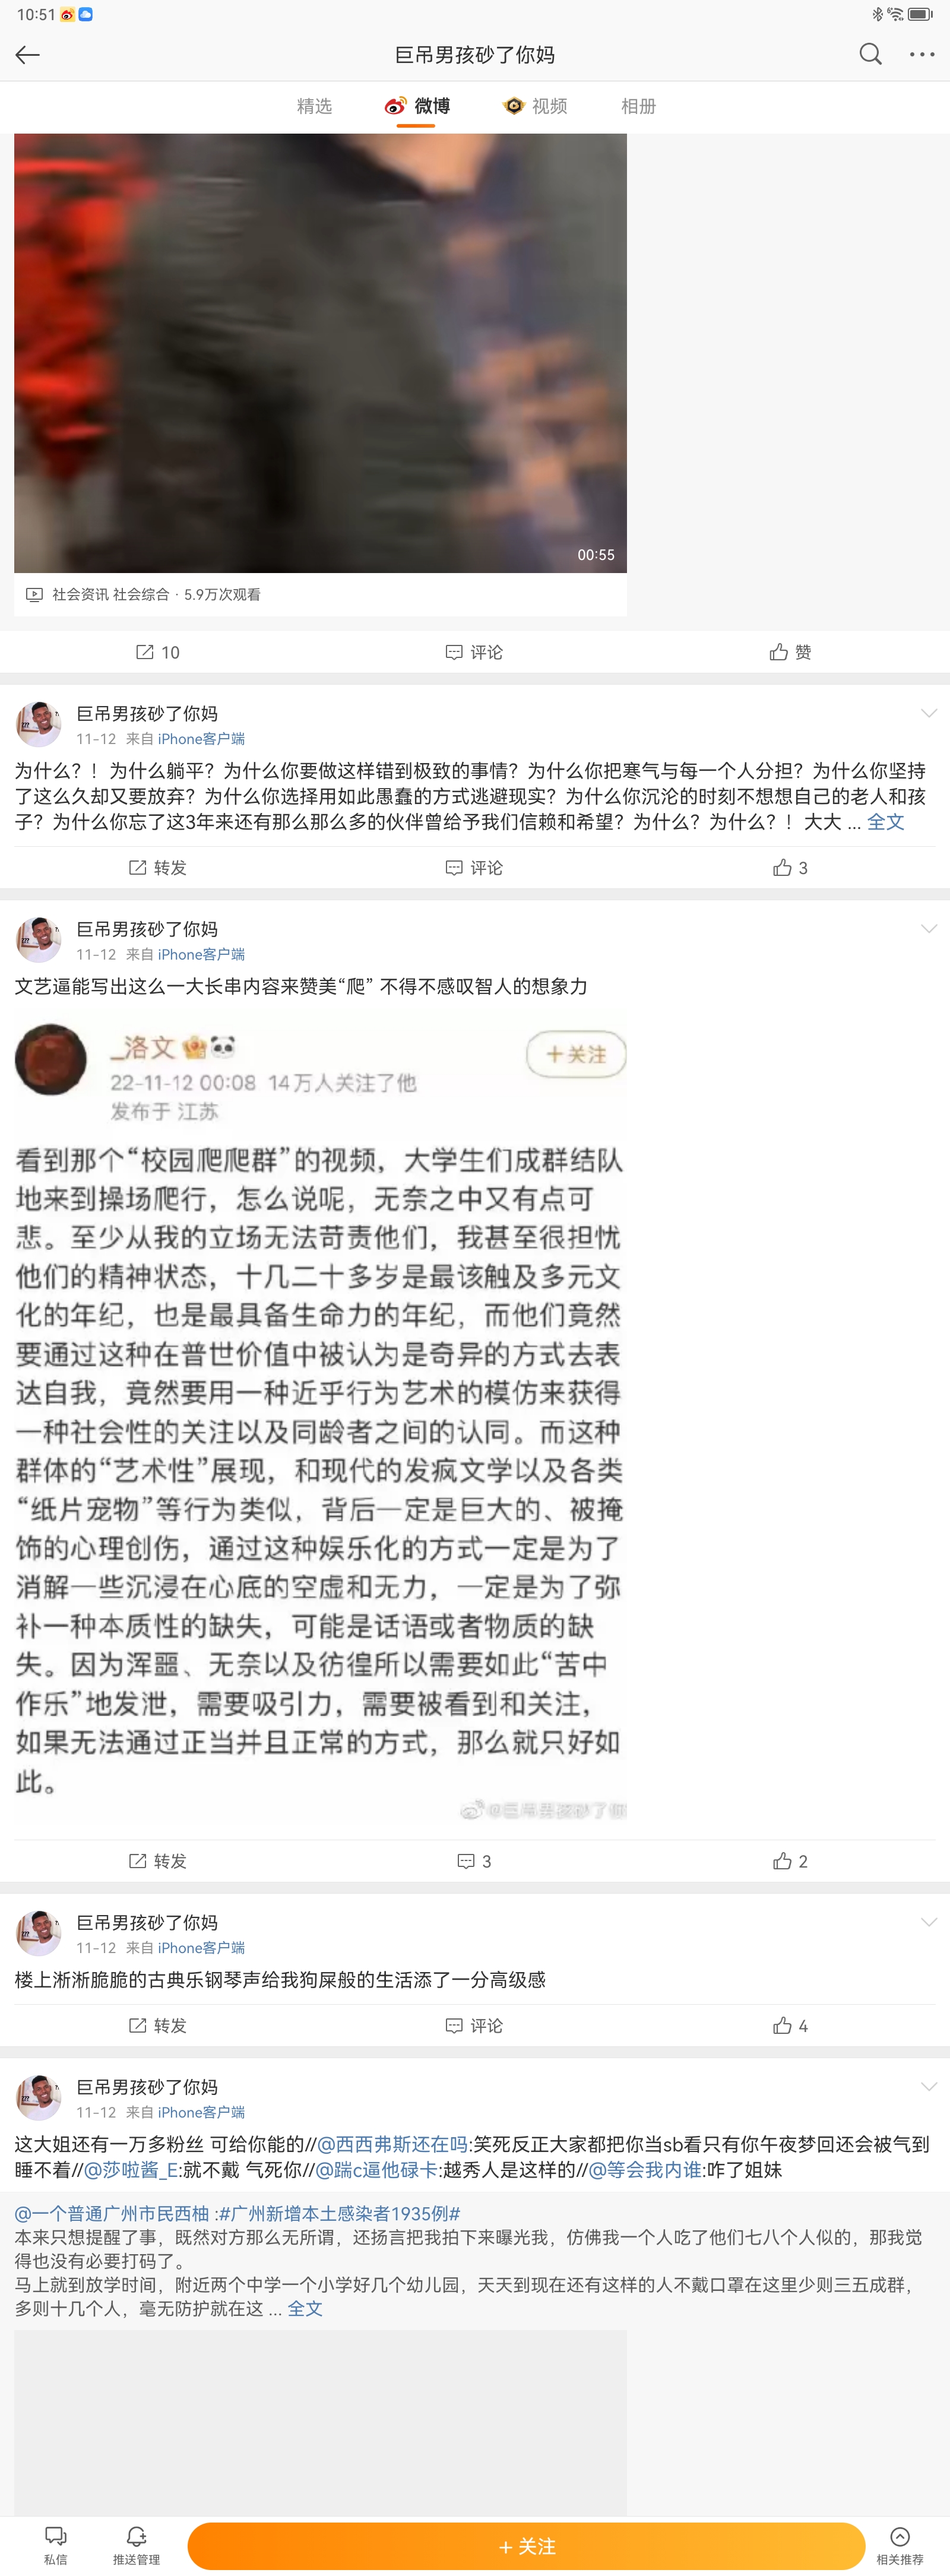 10:51
巨吊男孩砂了你妈
精选 微博 视频 相册
00:55
社会资讯 社会综合 · 5.9万次观看
10 评论 赞
巨吊男孩砂了你妈
11-12 来自 iPhone客户端
为什么?！为什么躺平？为什么你要做这样错到极致的事情？为什么你把寒气与每一个人分担？为什么你坚持
了这么久却又要放弃？为什么你选择用如此愚蠢的方式逃避现实？为什么你沉沦的时刻不想想自己的老人和孩
子？为什么你忘了这3年来还有那么那么多的伙伴曾给予我们信赖和希望？为什么？为什么？！大大 ... 全文
转发 评论 3
巨吊男孩砂了你妈
11-12 来自 iPhone客户端
文艺逼能写出这么一大长串内容来赞美“爬” 不得不感叹智人的想象力
_洛文
+关注
22-11-12 00:08 14万人关注了他
发布于 江苏
看到那个“校园爬爬群”的视频，大学生们成群结队
地来到操场爬行，怎么说呢，无奈之中又有点可
悲。至少从我的立场无法苛责他们，我甚至很担忧
他们的精神状态，十几二十多岁是最该触及多元文
化的年纪，也是最具备生命力的年纪，而他们竟然
要通过这种在普世价值中被认为是奇异的方式去表
达自我，竟然要用一种近乎行为艺术的模仿来获得
一种社会性的关注以及同龄者之间的认同。而这种
群体的“艺术性”展现，和现代的发疯文学以及各类
“纸片宠物”等行为类似，背后一定是巨大的、被掩
饰的心理创伤，通过这种娱乐化的方式一定是为了
消解一些沉浸在心底的空虚和无力，一定是为了弥
补一种本质性的缺失，可能是话语或者物质的缺
失。因为浑噩、无奈以及彷徨所以需要如此“苦中
作乐”地发泄，需要吸引力，需要被看到和关注，
如果无法通过正当并且正常的方式，那么就只好如
此。
@巨吊男孩砂了你
转发 3 2
巨吊男孩砂了你妈
11-12 来自 iPhone客户端
楼上淅淅脆脆的古典乐钢琴声给我狗屎般的生活添了一分高级感
转发 评论 4
巨吊男孩砂了你妈
11-12 来自 iPhone客户端
这大姐还有一万多粉丝 可给你能的//@西西弗斯还在吗:笑死反正大家都把你当sb看只有你午夜梦回还会被气到
睡不着//@莎啦酱_E:就不戴 气死你//@踹c逼他碌卡:越秀人是这样的//@等会我内谁:咋了姐妹
@一个普通广州市民西柚 :#广州新增本土感染者1935例#
本来只想提醒了事，既然对方那么无所谓，还扬言把我拍下来曝光我，仿佛我一个人吃了他们七八个人似的，那我觉
得也没有必要打码了。
马上就到放学时间，附近两个中学一个小学好几个幼儿园，天天到现在还有这样的人不戴口罩在这里少则三五成群，
多则十几个人，毫无防护就在这 ... 全文
私信 推送管理 + 关注 相关推荐